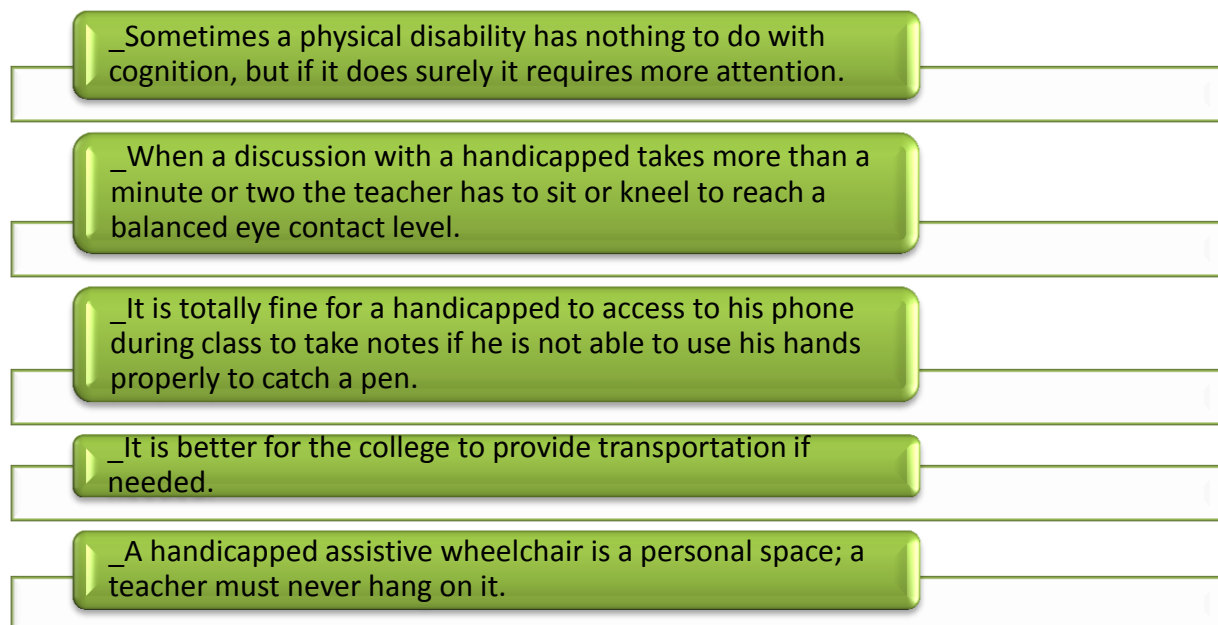 _Sometimes a physical disability has nothing to do with
cognition, but if it does surely it requires more attention.
_When a discussion with a handicapped takes more than a
minute or two the teacher has to sit or kneel to reach a
balanced eye contact level.
_It is totally fine for a handicapped to access to his phone
during class to take notes if he is not able to use his hands
properly to catch a pen.
_It is better for the college to provide transportation if
needed.
_A handicapped assistive wheelchair is a personal space; a
teacher must never hang on it.